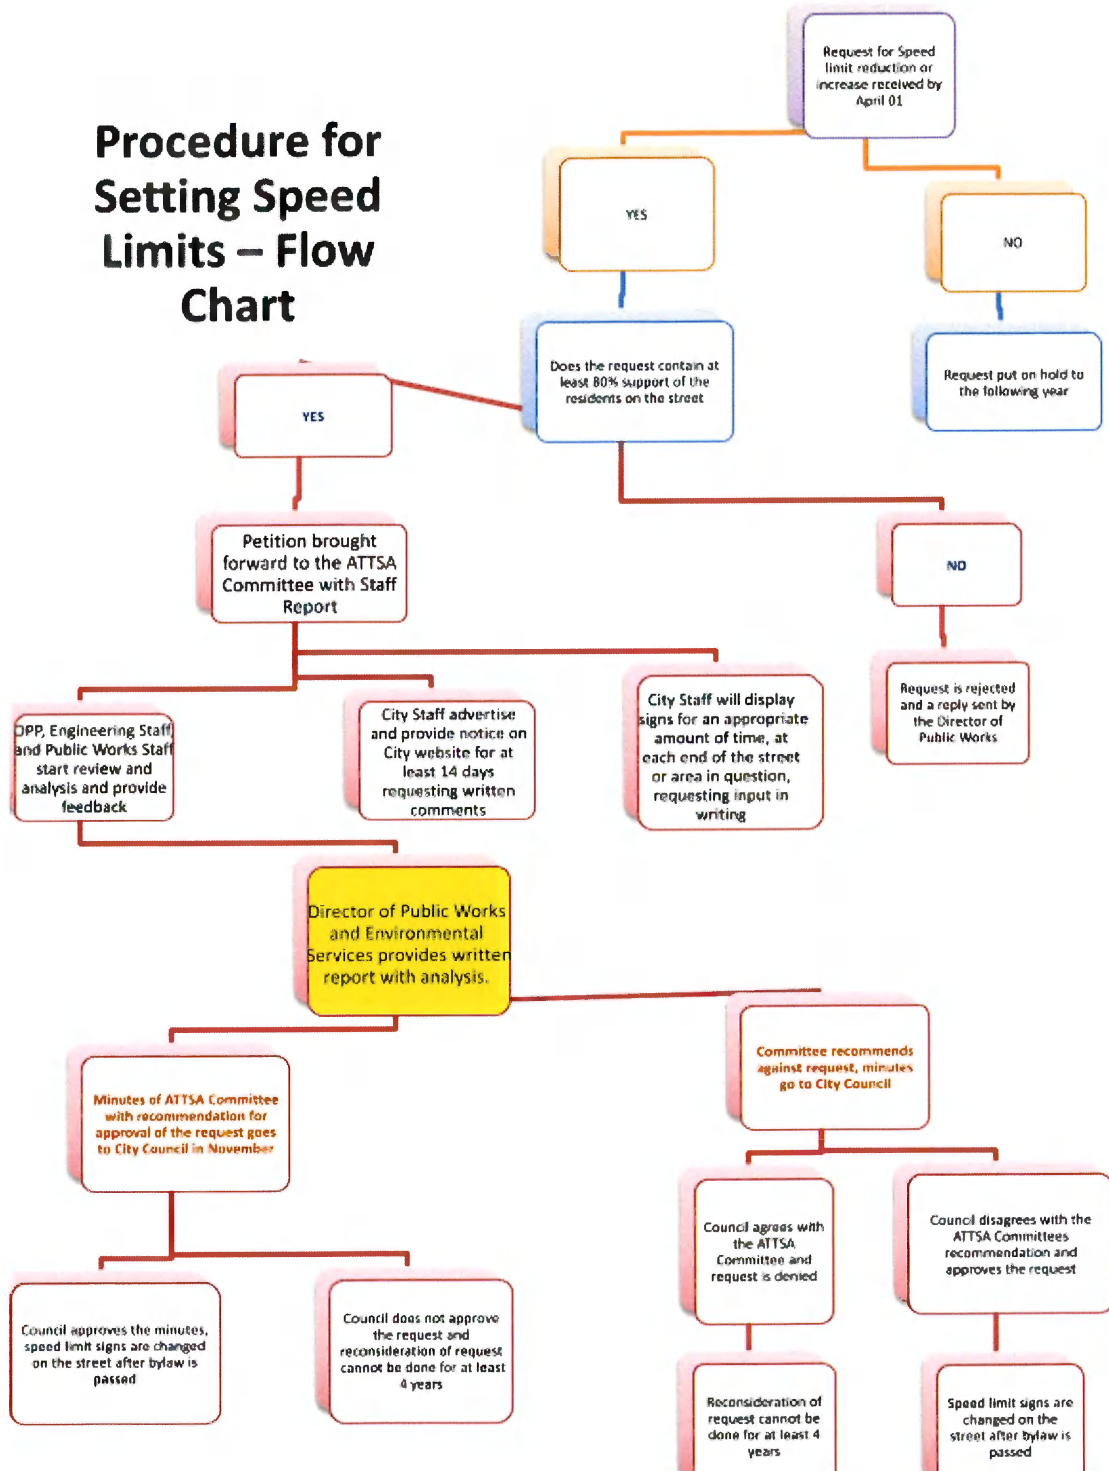 Procedure for
Setting Speed
Limits – Flow
Chart
Request for Speed
limit reduction or
increase received by
April 01
YES
NO
Does the request contain at
least 80% support of the
residents on the street
Request put on hold to
the following year
YES
NO
Petition brought
forward to the ATTSA
Committee with Staff
Report
Request is rejected
and a reply sent by
the Director of
Public Works
OPP, Engineering Staff
and Public Works Staff
start review and
analysis and provide
feedback
City Staff advertise
and provide notice on
City website for at
least 14 days
requesting written
comments
City Staff will display
signs for an appropriate
amount of time, at
each end of the street
or area in question,
requesting input in
writing
Director of Public Works
and Environmental
Services provides written
report with analysis.
Minutes of ATTSA Committee
with recommendation for
approval of the request goes
to City Council in November
Committee recommends
against request, minutes
go to City Council
Council approves the minutes,
speed limit signs are changed
on the street after bylaw is
passed
Council does not approve
the request and
reconsideration of request
cannot be done for at least
4 years
Council agrees with
the ATTSA
Committee and
request is denied
Council disagrees with the
ATTSA Committees
recommendation and
approves the request
Reconsideration of
request cannot be
done for at least 4
years
Speed limit signs are
changed on the
street after bylaw is
passed